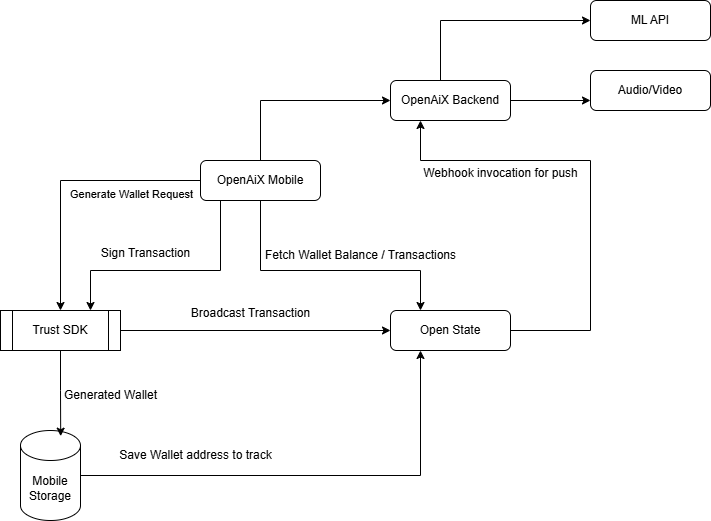 ML API
Audio/Video
OpenAiX Backend
Webhook invocation for push
OpenAiX Mobile
Generate Wallet Request
Sign Transaction
Fetch Wallet Balance / Transactions
Broadcast Transaction
Trust SDK
Open State
Generated Wallet
Save Wallet address to track
Mobile
Storage